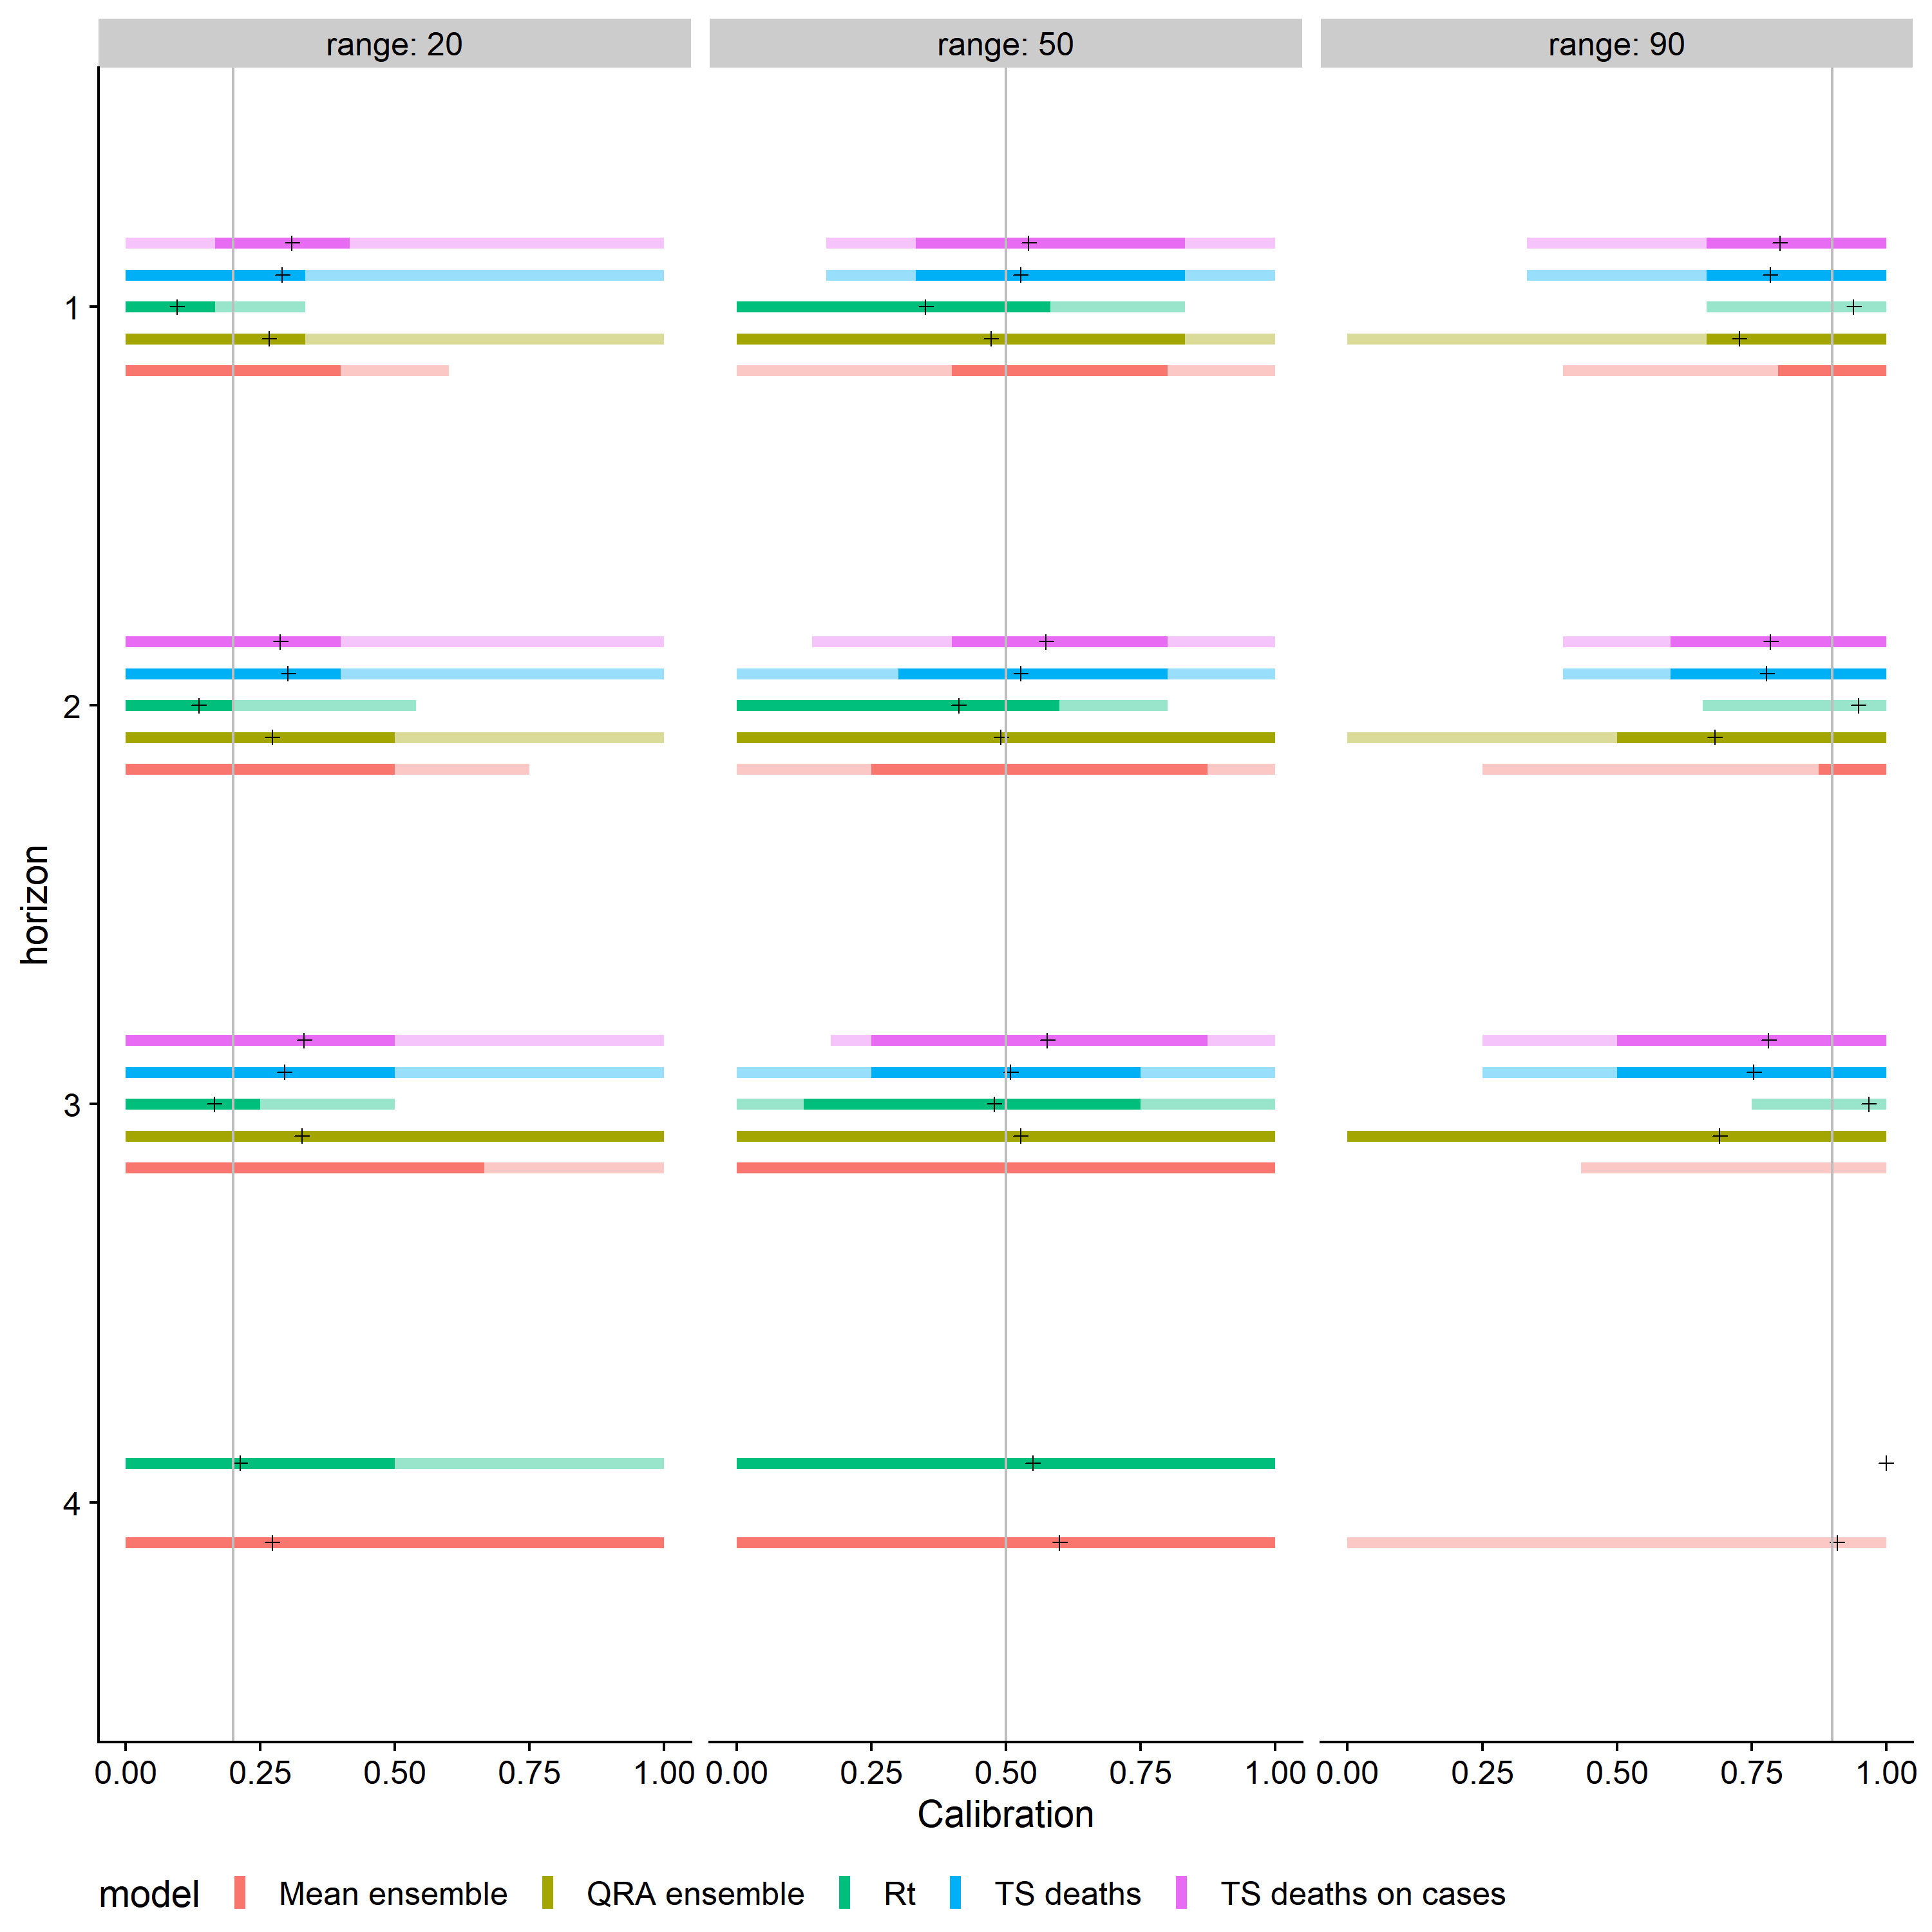 range: 20 range: 50 range: 90
horizon
1
2
3
4
0.00 0.25 0.50 0.75 1.00 0.00 0.25 0.50 0.75 1.00 0.00 0.25 0.50 0.75 1.00
Calibration
model Mean ensemble QRA ensemble Rt TS deaths TS deaths on cases